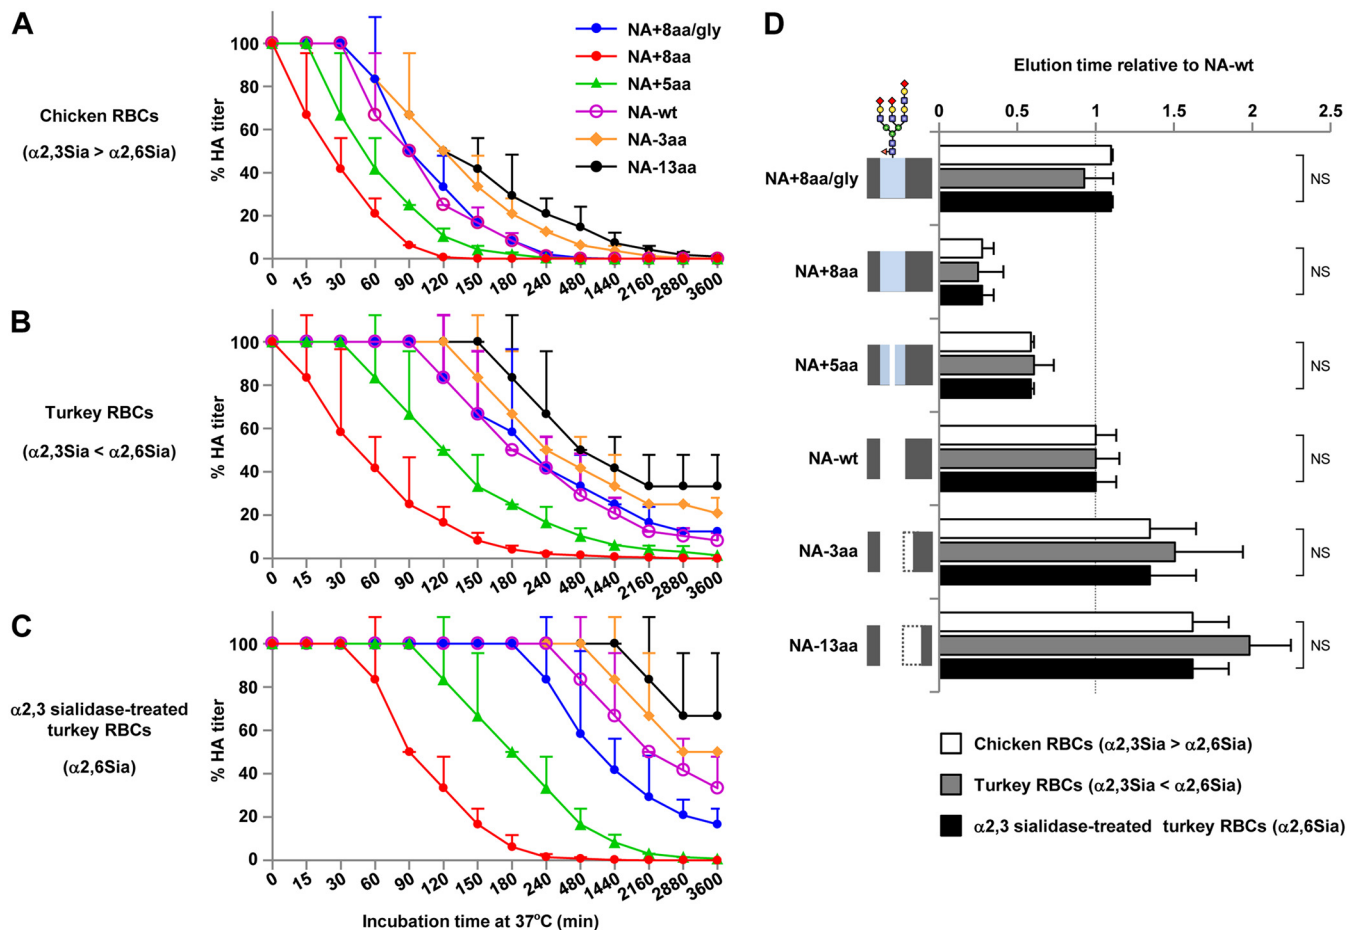 A
Chicken RBCs
(α2,3Sia > α2,6Sia)
% HA titer
100
80
60
40
20
0
0 15 30 60 90 120 150 180 240 480 1440 2160 2880 3600
NA+8aa/gly
NA+8aa
NA+5aa
NA-wt
NA-3aa
NA-13aa
B
Turkey RBCs
(α2,3Sia < α2,6Sia)
% HA titer
100
80
60
40
20
0
0 15 30 60 90 120 150 180 240 480 1440 2160 2880 3600
C
α2,3 sialidase-treated
turkey RBCs
(α2,6Sia)
% HA titer
100
80
60
40
20
0
0 15 30 60 90 120 150 180 240 480 1440 2160 2880 3600
Incubation time at 37°C (min)
D
Elution time relative to NA-wt
0 0.5 1 1.5 2 2.5
NA+8aa/gly NS
NA+8aa NS
NA+5aa NS
NA-wt NS
NA-3aa NS
NA-13aa NS
Chicken RBCs (α2,3Sia > α2,6Sia)
Turkey RBCs (α2,3Sia < α2,6Sia)
α2,3 sialidase-treated turkey RBCs (α2,6Sia)